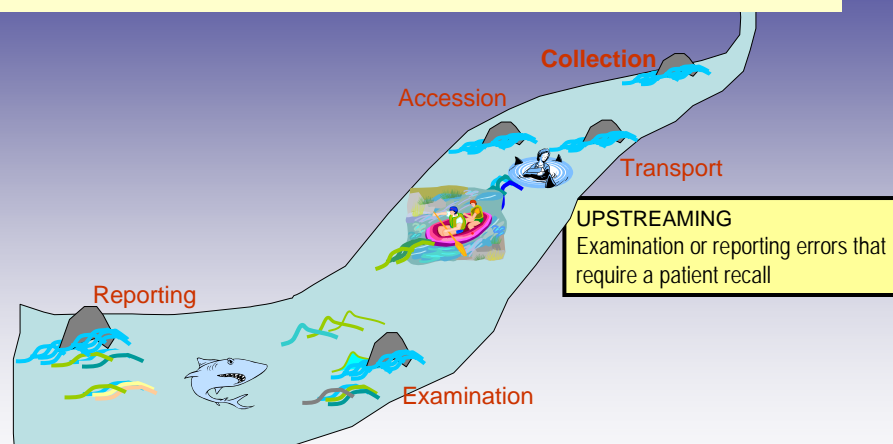 Collection
Accession
Transport
UPSTREAMING
Examination or reporting errors that
require a patient recall
Reporting
Examination